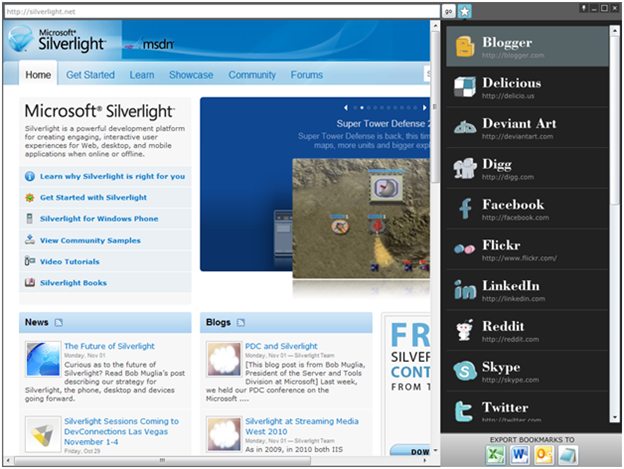 http://silverlight.net
go
Microsoft®
Silverlight™
msdn
Home
Get Started
Learn
Showcase
Community
Forums
S
Microsoft® Silverlight™
Silverlight is a powerful development platform
for creating engaging, interactive user
experiences for Web, desktop, and mobile
applications when online or offline.
Learn why Silverlight is right for you
Get Started with Silverlight
Silverlight for Windows Phone
View Community Samples
Video Tutorials
Silverlight Books
Super Tower Defense 2
Super Tower Defense is back, this tim
maps, more units and bigger explo
News
The Future of Silverlight
Monday, Nov 01
Curious as to the future of
Silverlight? Read Bob Muglia's post
describing our strategy for
Silverlight, the phone, desktop and devices
going forward.
Silverlight Sessions Coming to
DevConnections Las Vegas
November 1-4
Friday, Oct 28
Blogs
PDC and Silverlight
Monday, Nov 01 — Silverlight Team
[This blog post is from Bob Muglia,
President of the Server and Tools
Division at Microsoft] Last week,
we held our PDC conference on the
Microsoft ....
Silverlight at Streaming Media
West 2010
Monday, Nov 01 — Silverlight Team
As in 2009, in 2010 both IIS
FR
SILVER
CONT
FROM T
DOW
Blogger
http://blogger.com
Delicious
http://delicio.us
Deviant Art
http://deviantart.com
Digg
http://digg.com
Facebook
http://facebook.com
Flickr
http://www.flickr.com/
LinkedIn
http://linkedin.com
Reddit
http://reddit.com
Skype
http://skype.com
Twitter
http://twitter.com
EXPORT BOOKMARKS TO